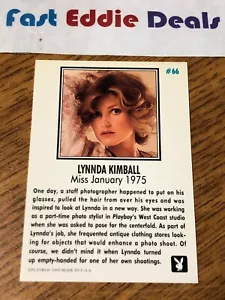 Fast Eddie Deals
#66
LYNNDA KIMBALL
Miss January 1975
One day, a staff photographer happened to put on his
glasses, pulled the hair from over his eyes and was
inspired to look at Lynnda in a new way. She was working
as a part-time photo stylist in Playboy's West Coast studio
when she was asked to pose for the centerfold. As part
of Lynnda's job, she frequented antique clothing stores look-
ing for objects that would enhance a photo shoot. Of
course, we didn't mind it when Lynnda turned
up empty-handed for one of her own shootings.